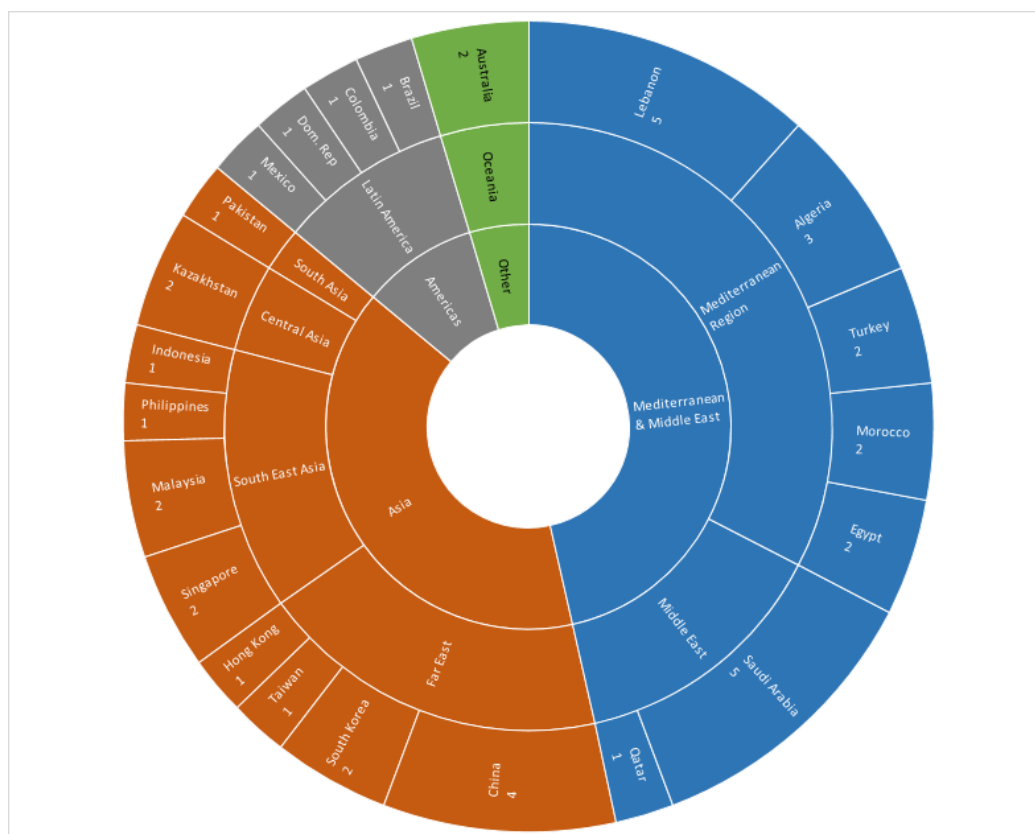 Lebanon
5
Algeria
3
Turkey
2
Morocco
2
Egypt
2
Saudi Arabia
5
Qatar
1
China
4
South Korea
2
Taiwan
1
Hong Kong
1
Singapore
2
Malaysia
2
Philippines
1
Indonesia
1
Kazakhstan
2
Pakistan
1
Mexico
1
Dom. Rep
1
Colombia
1
Brazil
1
Australia
2
Mediterranean
Region
Middle East
Far East
South East Asia
Central Asia
South Asia
Latin America
Oceania
Mediterranean
& Middle East
Asia
Americas
Other